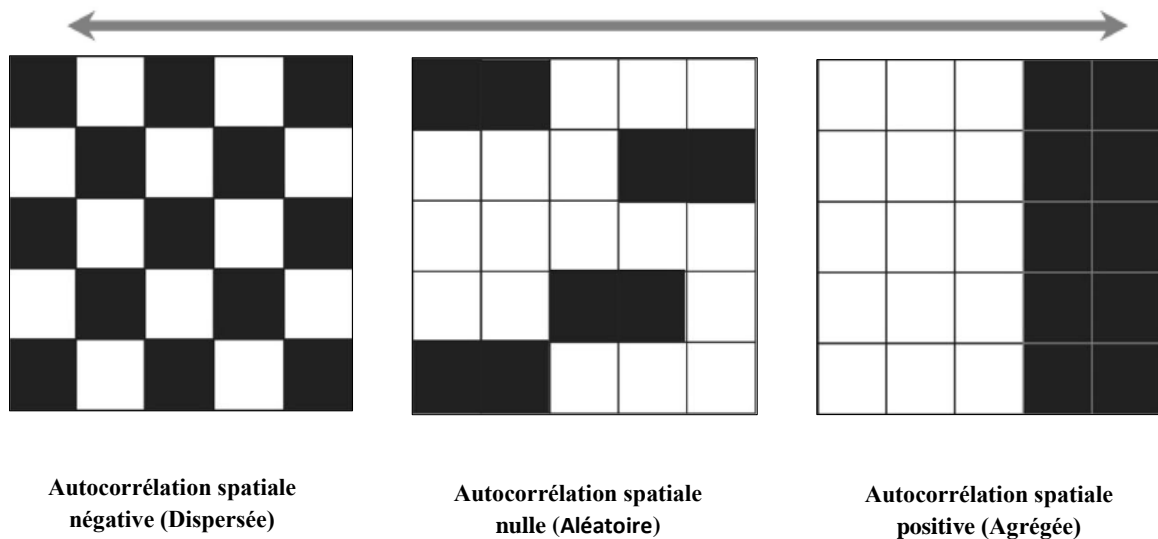 Autocorrélation spatiale
négative (Dispersée)
Autocorrélation spatiale
nulle (Aléatoire)
Autocorrélation spatiale
positive (Agrégée)